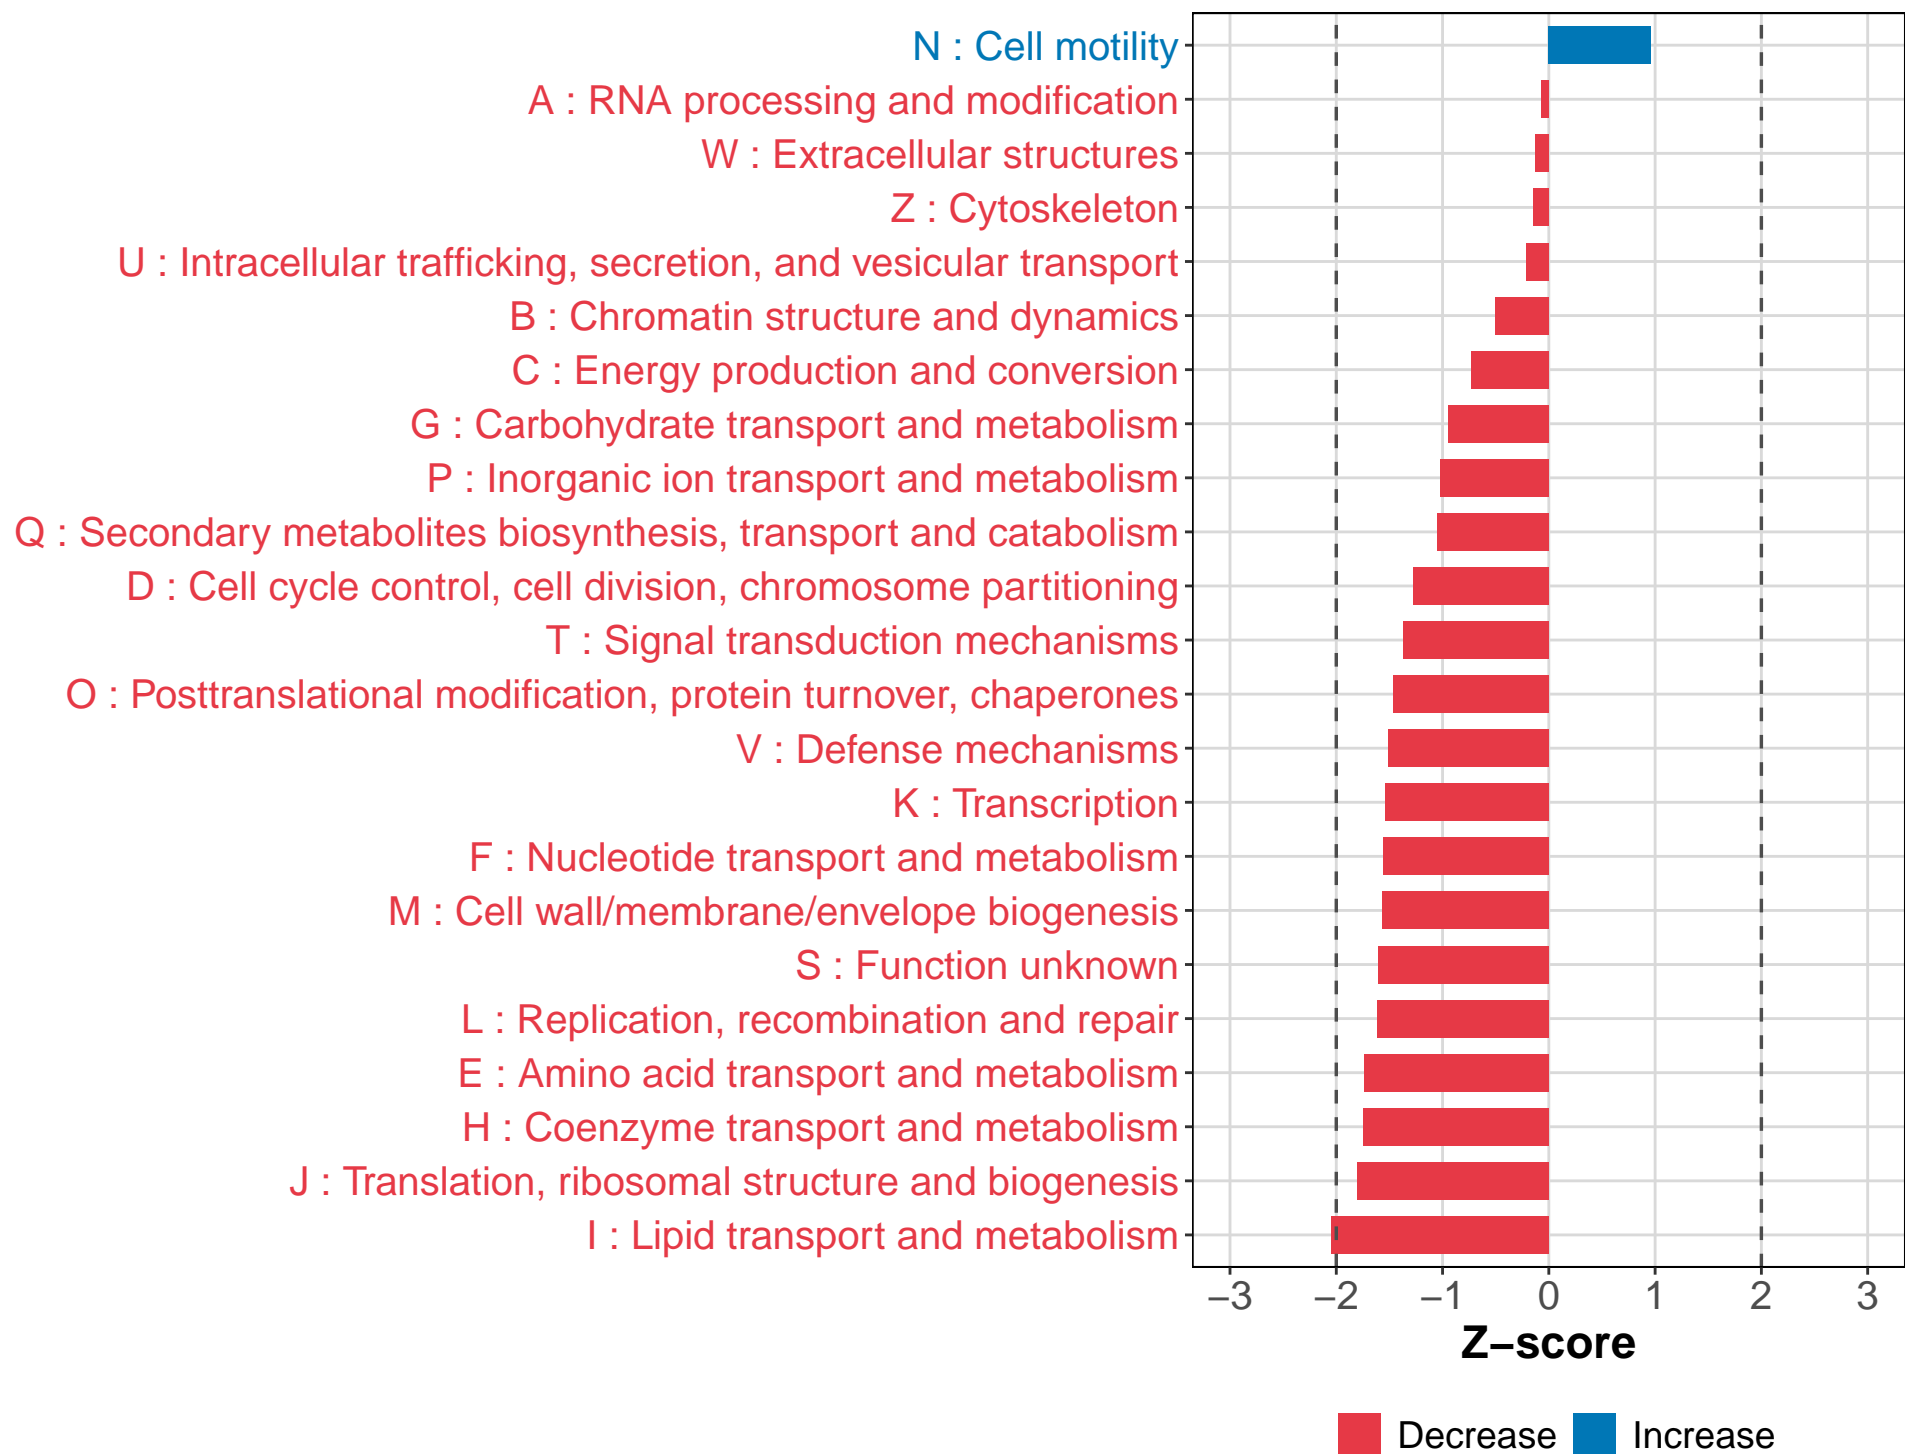 N : Cell motility
A : RNA processing and modification
W : Extracellular structures
Z : Cytoskeleton
U : Intracellular trafficking, secretion, and vesicular transport
B : Chromatin structure and dynamics
C : Energy production and conversion
G : Carbohydrate transport and metabolism
P : Inorganic ion transport and metabolism
Q : Secondary metabolites biosynthesis, transport and catabolism
D : Cell cycle control, cell division, chromosome partitioning
T : Signal transduction mechanisms
O : Posttranslational modification, protein turnover, chaperones
V : Defense mechanisms
K : Transcription
F : Nucleotide transport and metabolism
M : Cell wall/membrane/envelope biogenesis
S : Function unknown
L : Replication, recombination and repair
E : Amino acid transport and metabolism
H : Coenzyme transport and metabolism
J : Translation, ribosomal structure and biogenesis
I : Lipid transport and metabolism
−3 −2 −1 0 1 2 3
Z−score
Decrease Increase